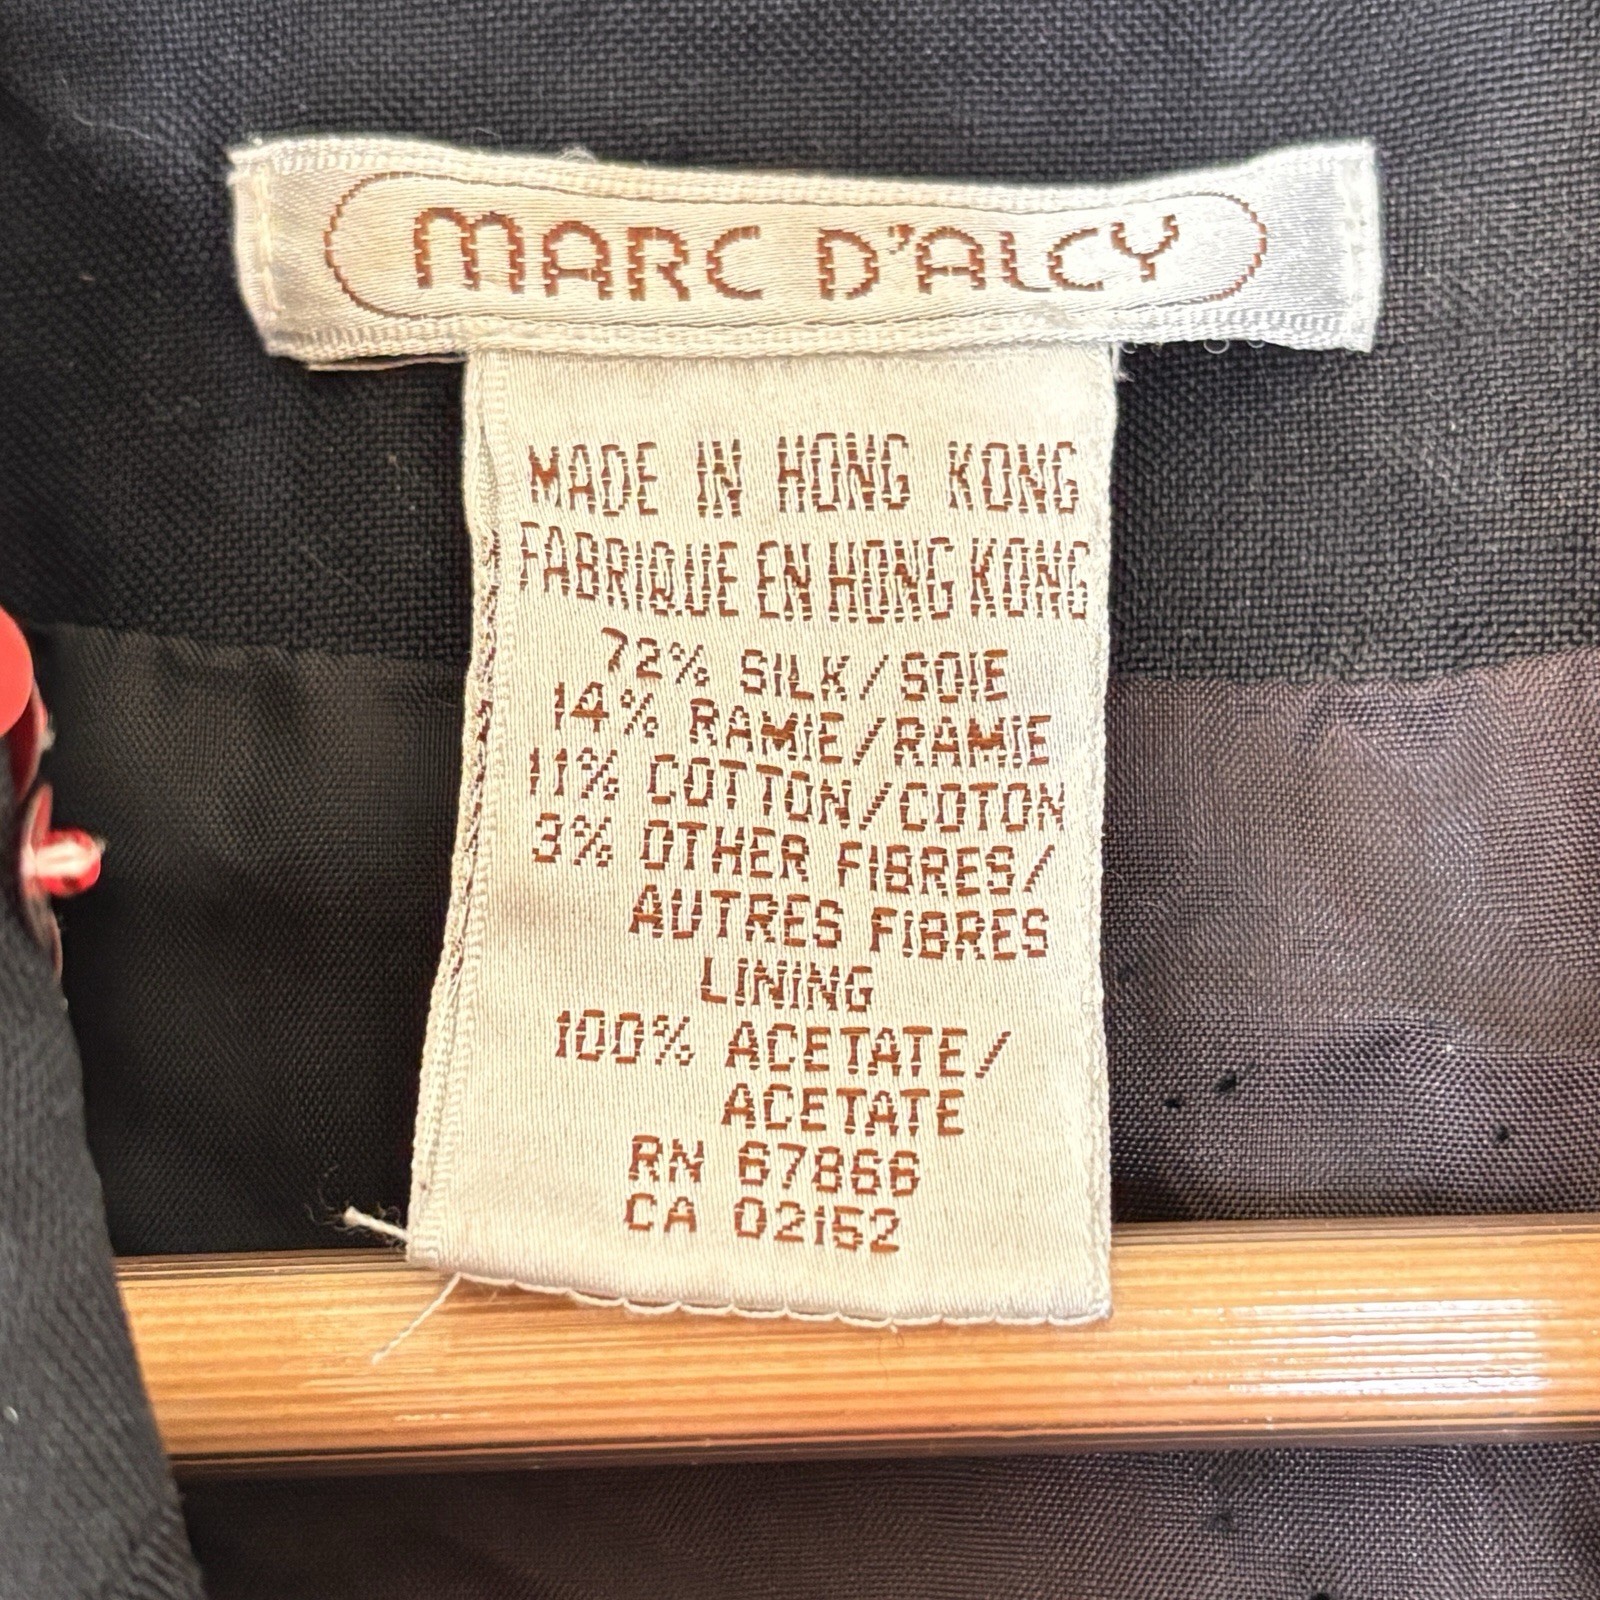 MARC D'ALCY
MADE IN HONG KONG
FABRIQUE EN HONG KONG
72% SILK/SOIE
14% RAMIE/RAMIE
11% COTTON/COTON
3% OTHER FIBRES/
AUTRES FIBRES
LINING
100% ACETATE/
ACETATE
RN 67866
CA 02152